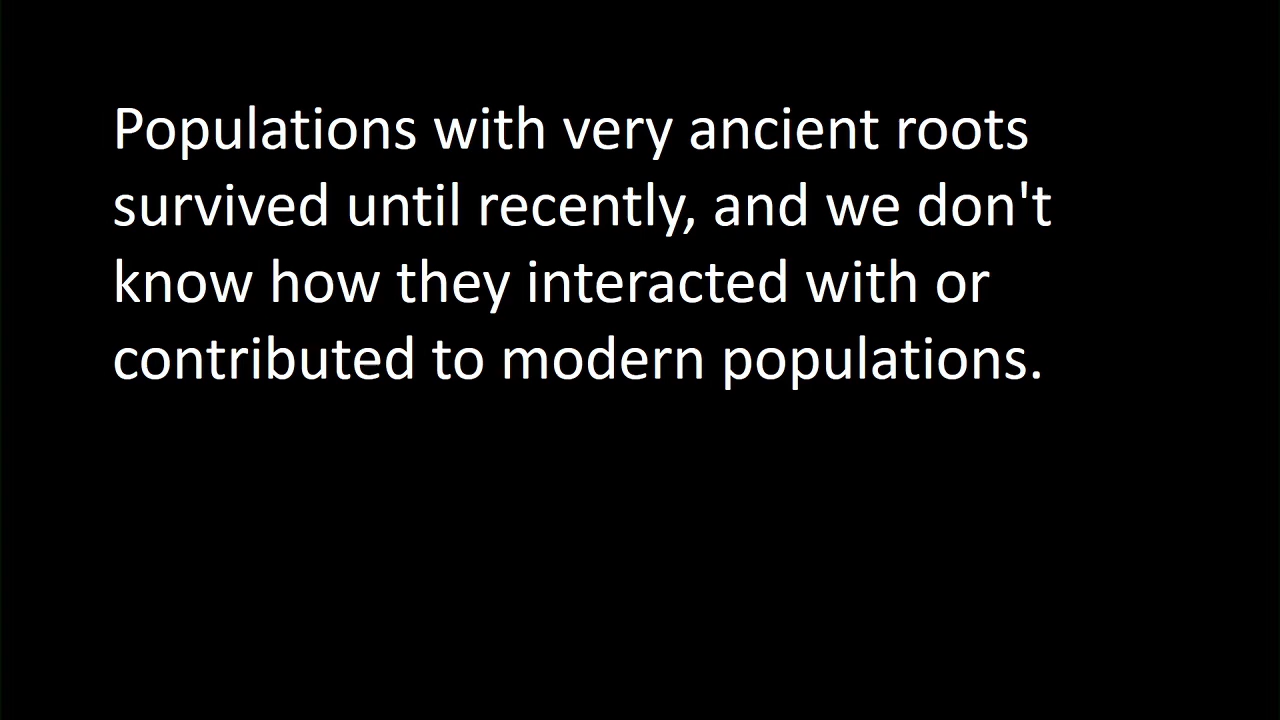 Populations with very ancient roots
survived until recently, and we don't
know how they interacted with or
contributed to modern populations.